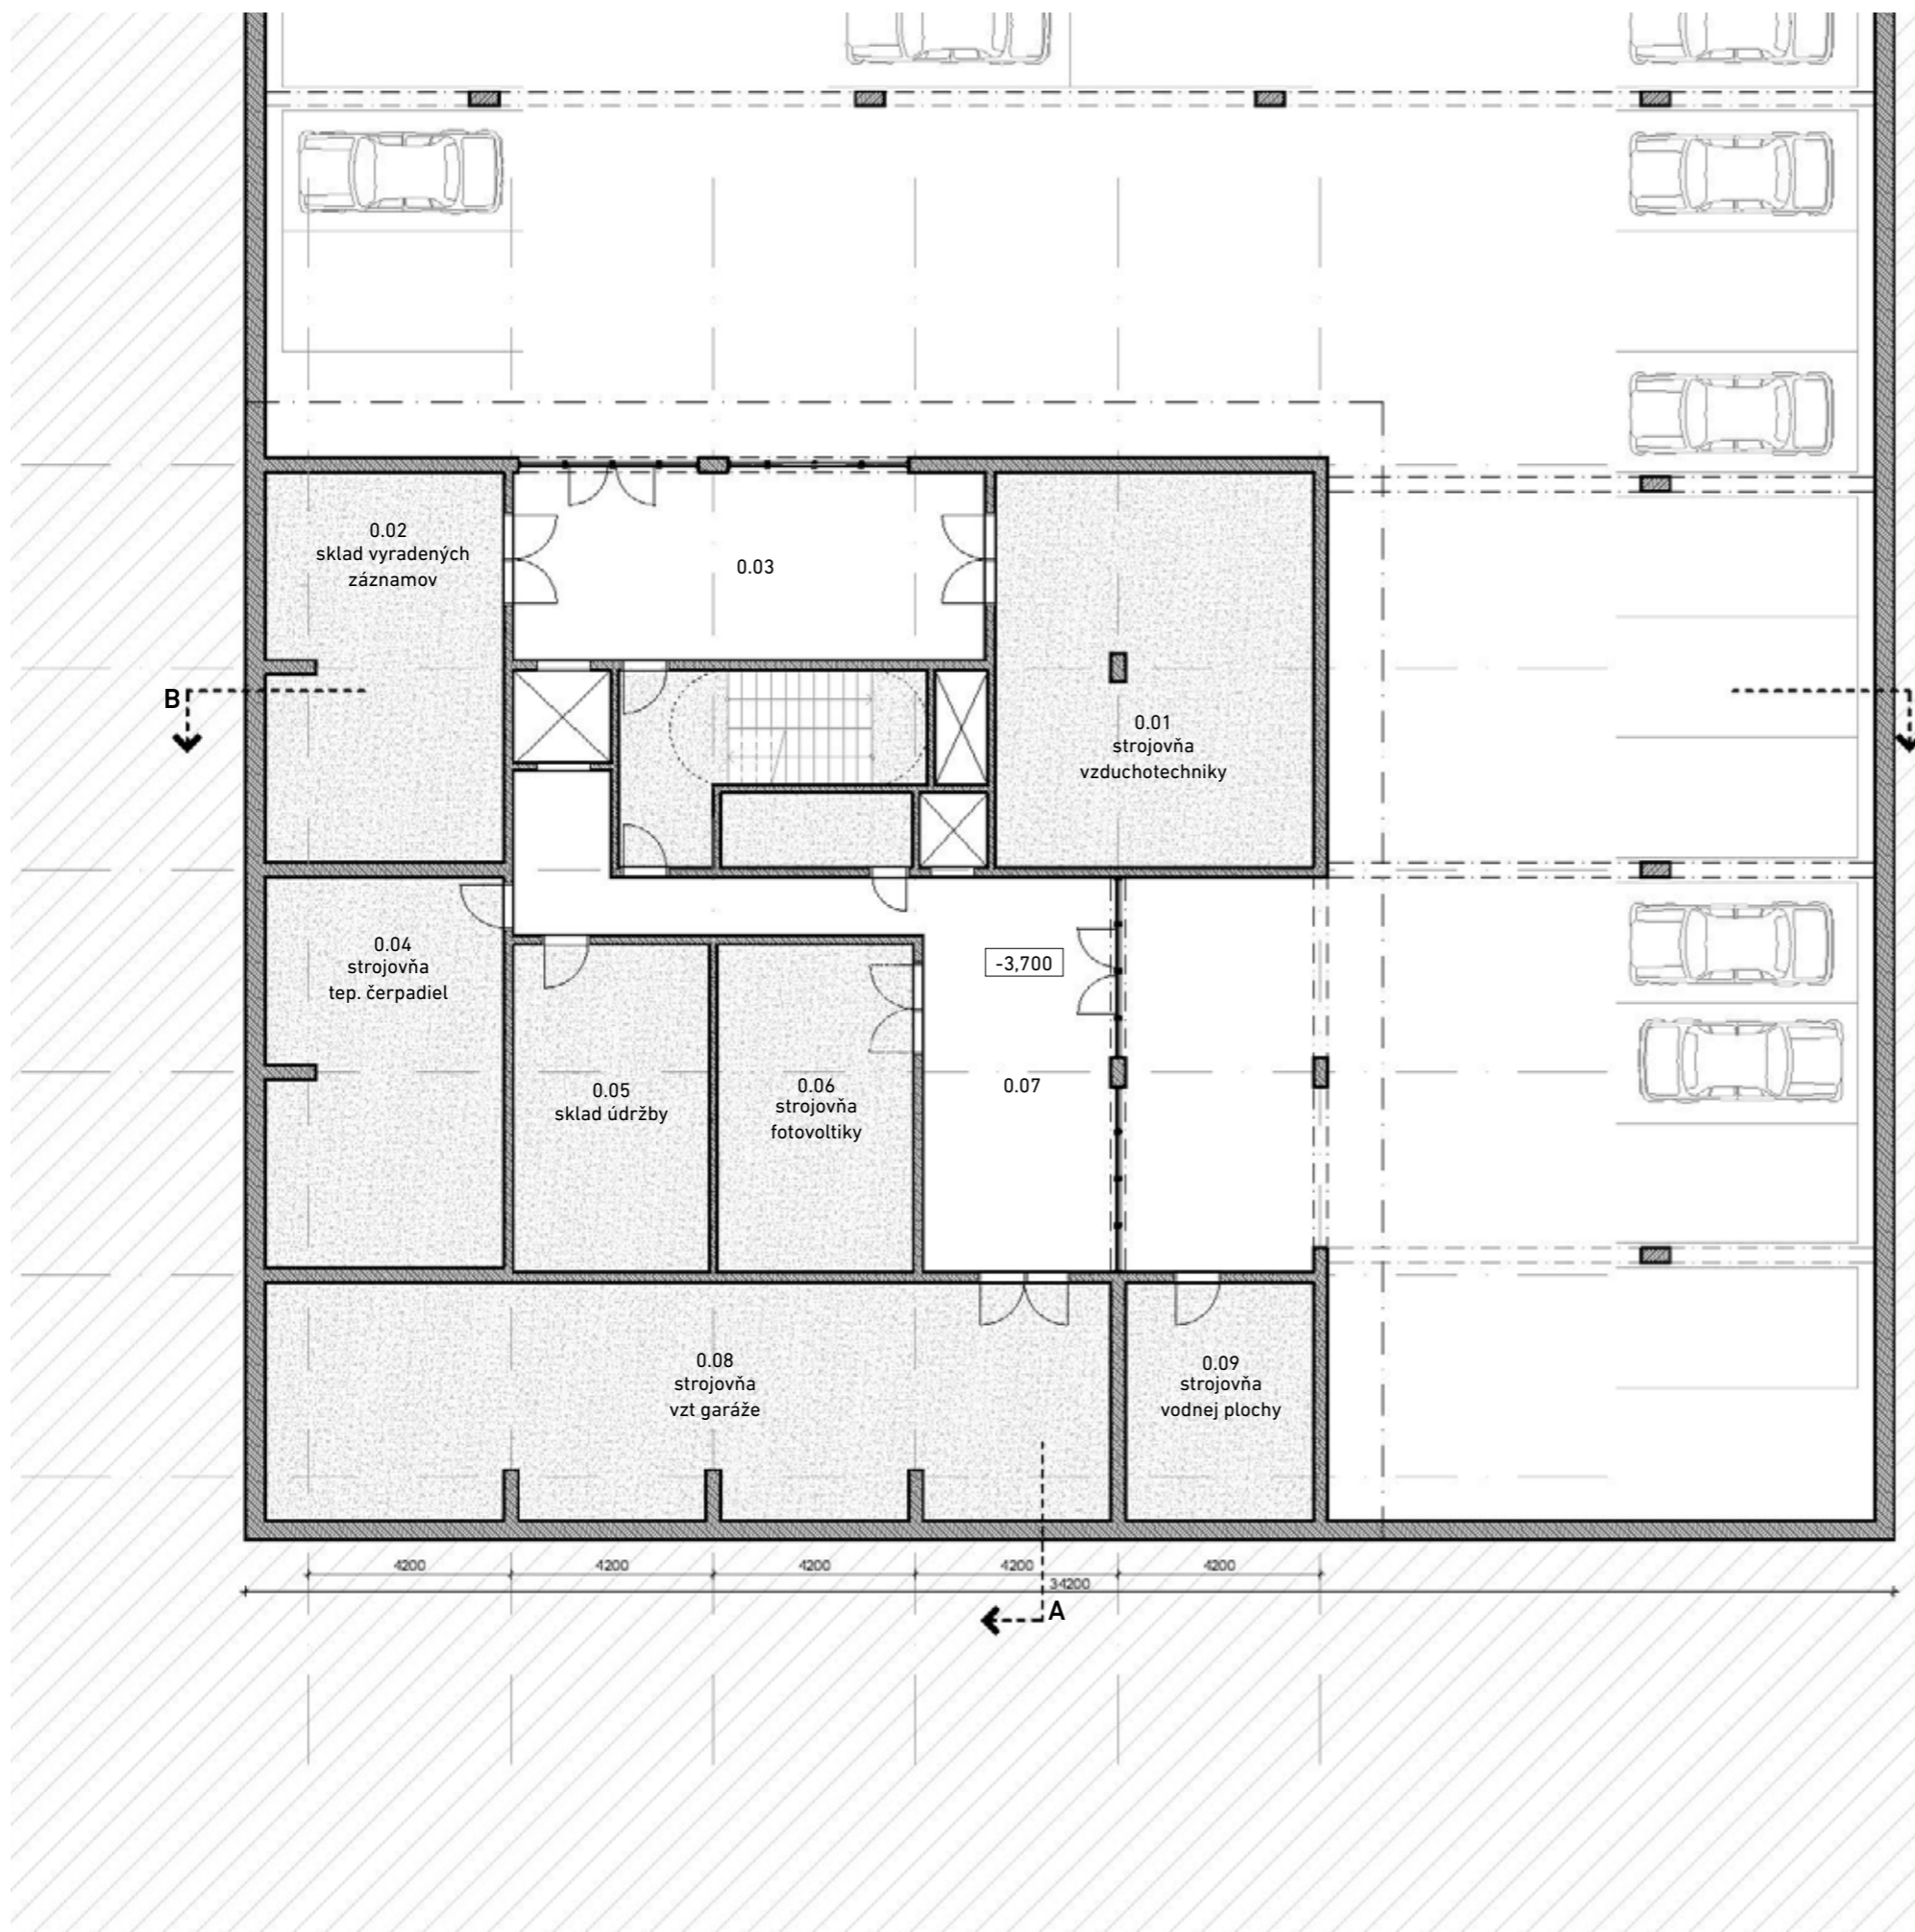 0.02
sklad vyradených
záznamov
0.03
B
0.01
strojovňa
vzduchotechniky
0.04
strojovňa
tep. čerpadiel
-3,700
0.05
sklad údržby
0.06
strojovňa
fotovoltiky
0.07
0.08
strojovňa
vzt garáže
0.09
strojovňa
vodnej plochy
4200
4200
4200
4200
4200
34200
A